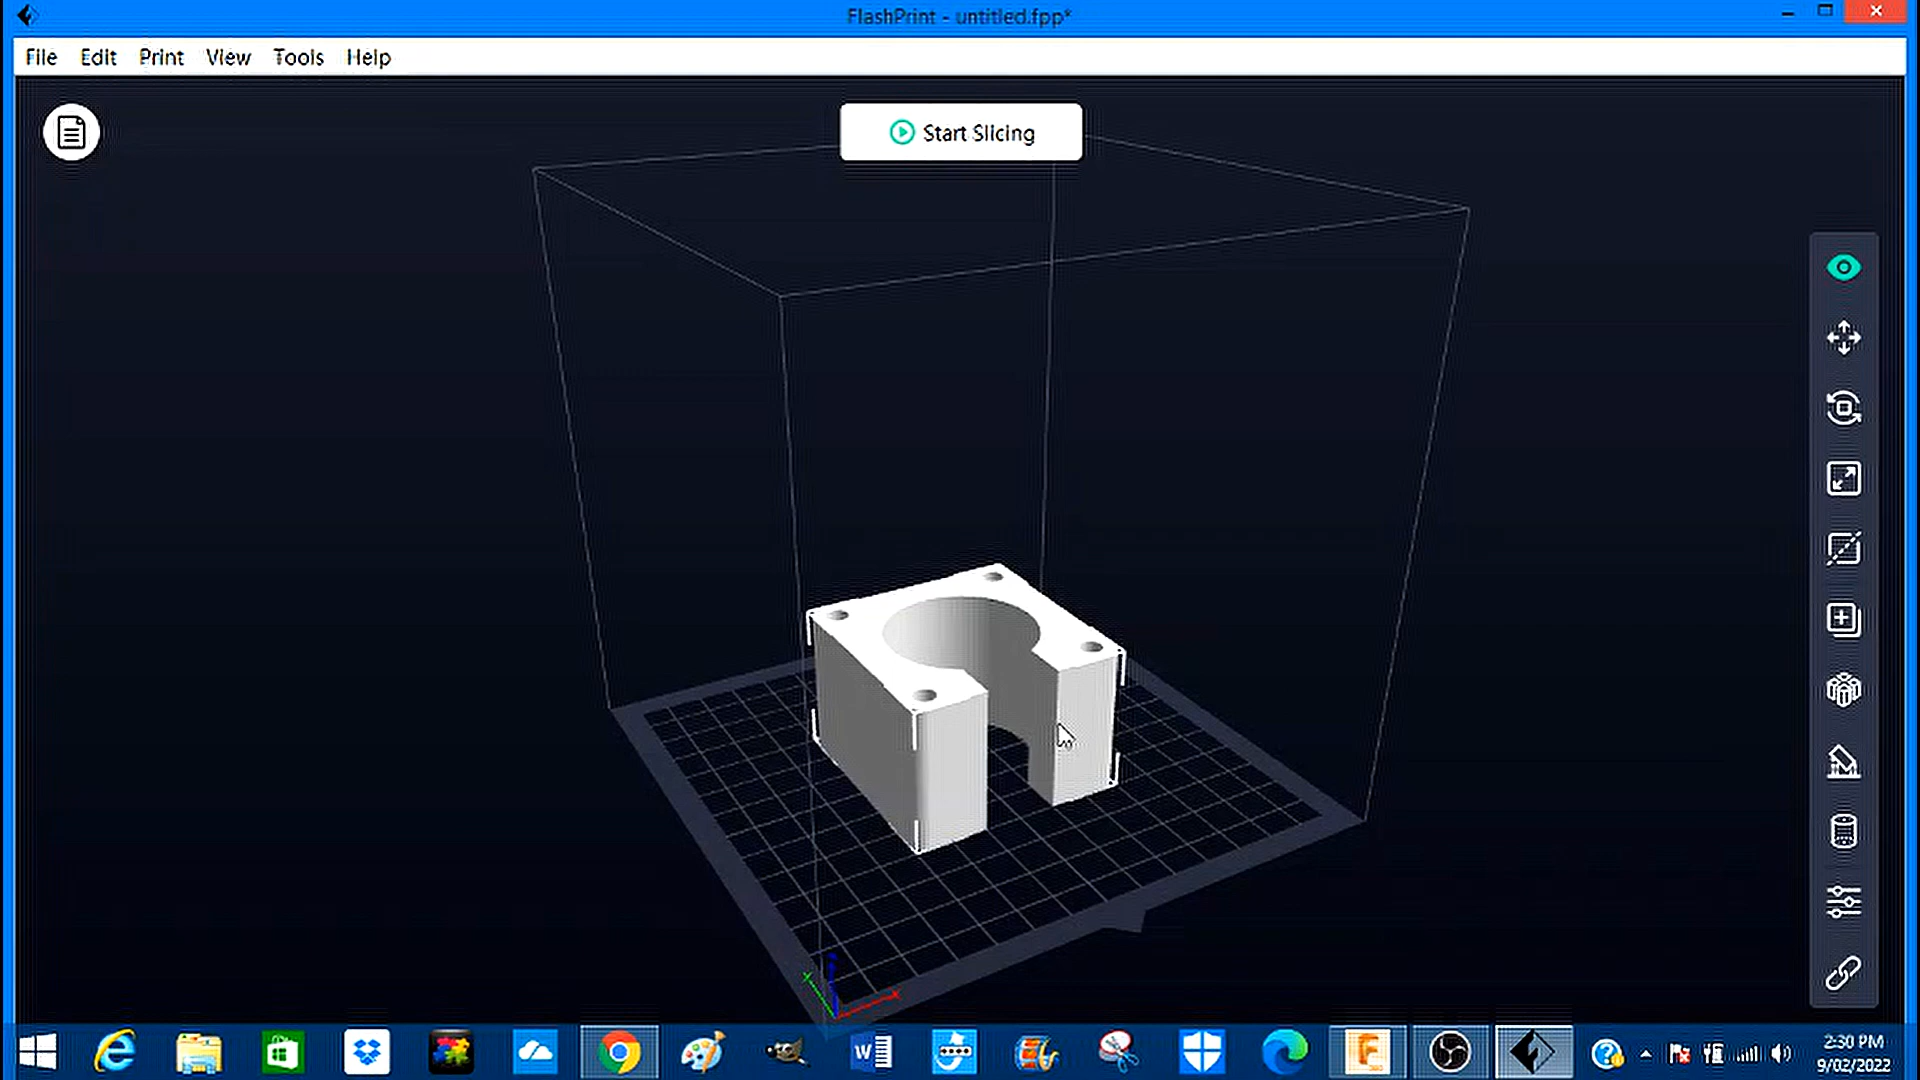 FlashPrint - untitled.fpp*
File Edit Print View Tools Help
Start Slicing
2:30 PM
9/02/2022